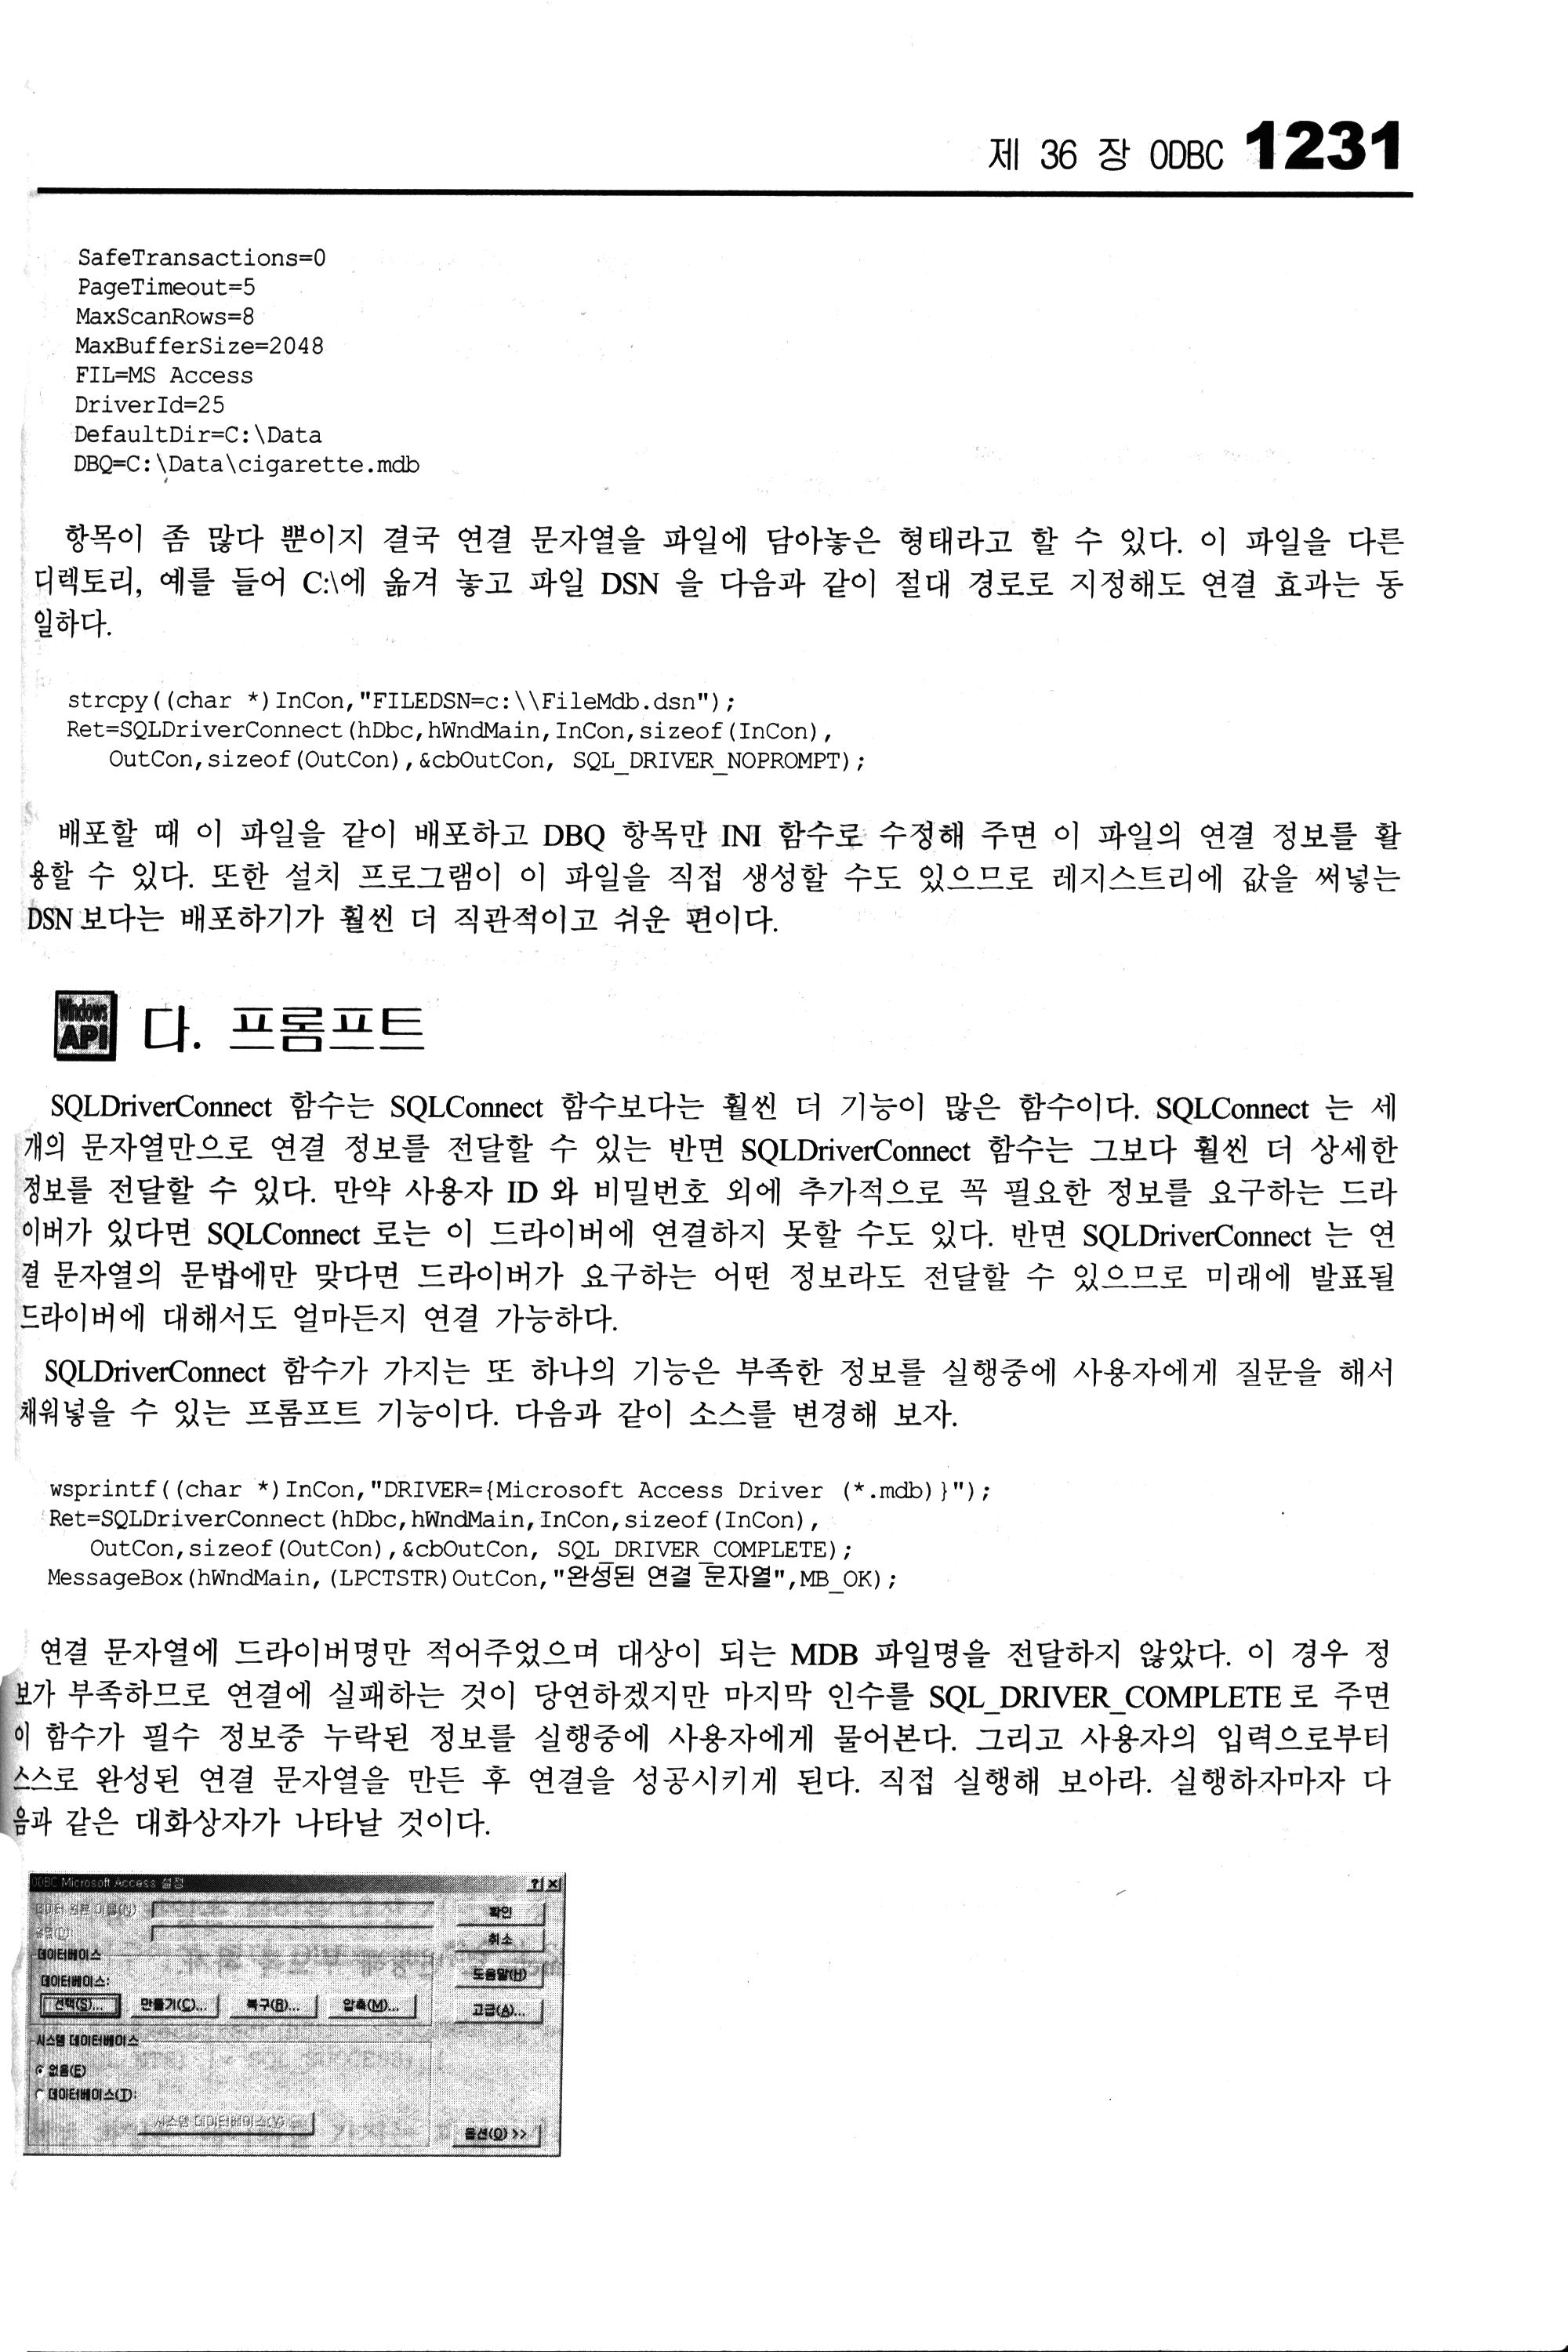 제 36 장 ODBC 1231
SafeTransactions=0
PageTimeout=5
MaxScanRows=8
MaxBufferSize=2048
FIL=MS Access
DriverId=25
DefaultDir=C:\Data
DBQ=C:\Data\cigarette.mdb
항목이 좀 많다 뿐이지 결국 연결 문자열을 파일에 담아놓은 형태라고 할 수 있다. 이 파일을 다른
디렉토리, 예를 들어 C:\에 옮겨 놓고 파일 DSN 을 다음과 같이 절대 경로로 지정해도 연결 효과는 동
일하다.
strcpy((char *)InCon,"FILEDSN=c:\\FileMdb.dsn");
Ret=SQLDriverConnect(hDbc,hWndMain,InCon,sizeof(InCon),
OutCon,sizeof(OutCon),&cbOutCon, SQL_DRIVER_NOPROMPT);
배포할 때 이 파일을 같이 배포하고 DBQ 항목만 INI 함수로 수정해 주면 이 파일의 연결 정보를 활
용할 수 있다. 또한 설치 프로그램이 이 파일을 직접 생성할 수도 있으므로 레지스트리에 값을 써넣는
DSN 보다는 배포하기가 훨씬 더 직관적이고 쉬운 편이다.
Windows
API 다. 프롬프트
SQLDriverConnect 함수는 SQLConnect 함수보다는 훨씬 더 기능이 많은 함수이다. SQLConnect 는 세
개의 문자열만으로 연결 정보를 전달할 수 있는 반면 SQLDriverConnect 함수는 그보다 훨씬 더 상세한
정보를 전달할 수 있다. 만약 사용자 ID 와 비밀번호 외에 추가적으로 꼭 필요한 정보를 요구하는 드라
이버가 있다면 SQLConnect 로는 이 드라이버에 연결하지 못할 수도 있다. 반면 SQLDriverConnect 는 연
결 문자열의 문법에만 맞다면 드라이버가 요구하는 어떤 정보라도 전달할 수 있으므로 미래에 발표될
드라이버에 대해서도 얼마든지 연결 가능하다.
SQLDriverConnect 함수가 가지는 또 하나의 기능은 부족한 정보를 실행중에 사용자에게 질문을 해서
채워넣을 수 있는 프롬프트 기능이다. 다음과 같이 소스를 변경해 보자.
wsprintf((char *)InCon,"DRIVER={Microsoft Access Driver (*.mdb)}");
Ret=SQLDriverConnect(hDbc,hWndMain,InCon,sizeof(InCon),
OutCon,sizeof(OutCon),&cbOutCon, SQL_DRIVER_COMPLETE);
MessageBox(hWndMain,(LPCTSTR)OutCon,"완성된 연결 문자열",MB_OK);
연결 문자열에 드라이버명만 적어주었으며 대상이 되는 MDB 파일명을 전달하지 않았다. 이 경우 정
보가 부족하므로 연결에 실패하는 것이 당연하겠지만 마지막 인수를 SQL_DRIVER_COMPLETE 로 주면
이 함수가 필수 정보중 누락된 정보를 실행중에 사용자에게 물어본다. 그리고 사용자의 입력으로부터
스스로 완성된 연결 문자열을 만든 후 연결을 성공시키게 된다. 직접 실행해 보아라. 실행하자마자 다
음과 같은 대화상자가 나타날 것이다.
ODBC Microsoft Access 설정
데이터 원본 이름(N): 확인
설명(D): 취소
데이터베이스
데이터베이스: 도움말(H)
선택(S)... 만들기(C)... 복구(R)... 압축(M)... 고급(A)...
시스템 데이터베이스
없음(E)
데이터베이스(T):
시스템 데이터베이스(Y)...
옵션(O) >>